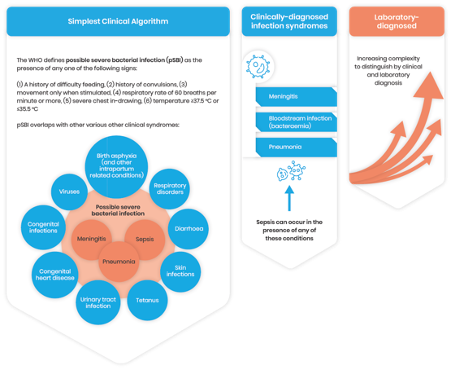 Simplest Clinical Algorithm
The WHO defines possible severe bacterial infection (pSBI) as the
presence of any one of the following signs:
(1) A history of difficulty feeding, (2) history of convulsions, (3)
movement only when stimulated, (4) respiratory rate of 60 breaths per
minute or more, (5) severe chest in-drawing, (6) temperature ≥37.5 °C or
≤35.5 °C
pSBI overlaps with other various other clinical syndromes:
Birth asphyxia
(and other
intrapartum
related conditions)
Viruses
Respiratory
disorders
Possible severe
bacterial infection
Congenital
infections
Diarrhoea
Meningitis
Sepsis
Pneumonia
Congenital
heart disease
Skin
infections
Urinary tract
infection
Tetanus
Clinically-diagnosed
infection syndromes
Meningitis
Bloodstream infection
(bacteraemia)
Pneumonia
Sepsis can occur in the
presence of any of
these conditions
Laboratory-
diagnosed
Increasing complexity
to distinguish by clinical
and laboratory
diagnosis